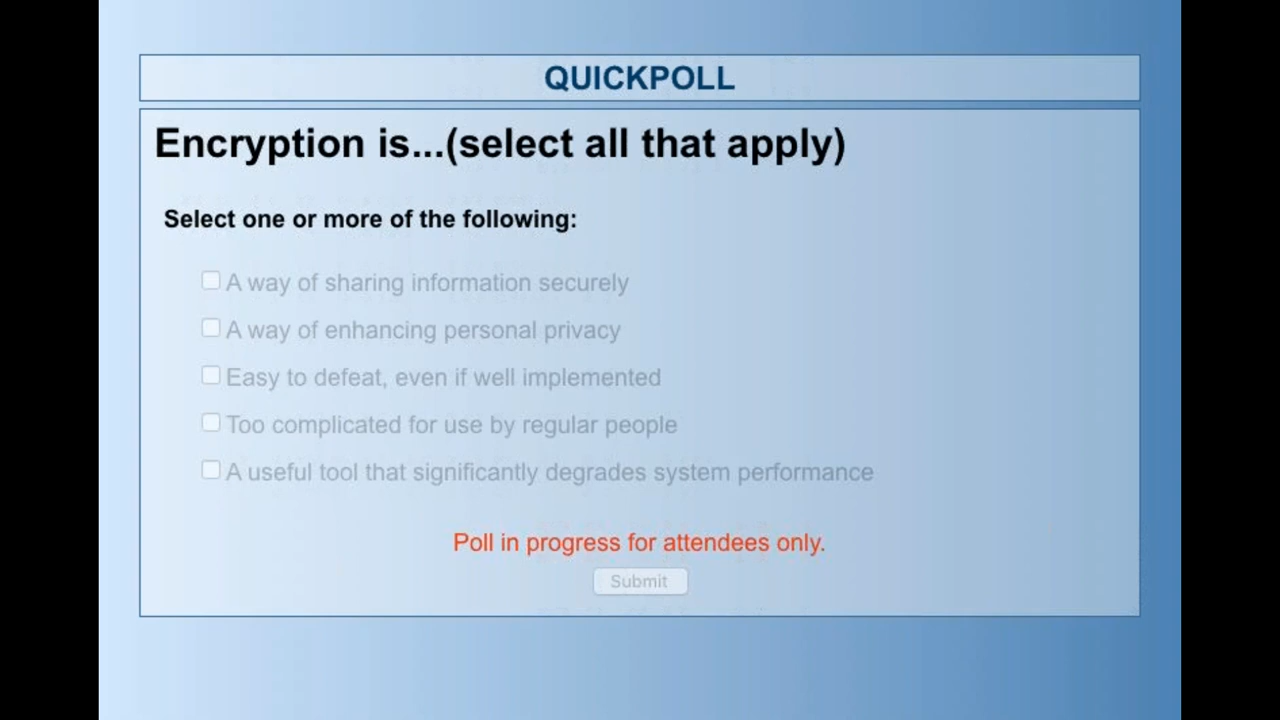 QUICKPOLL
Encryption is...(select all that apply)
Select one or more of the following:
A way of sharing information securely
A way of enhancing personal privacy
Easy to defeat, even if well implemented
Too complicated for use by regular people
A useful tool that significantly degrades system performance
Poll in progress for attendees only.
Submit